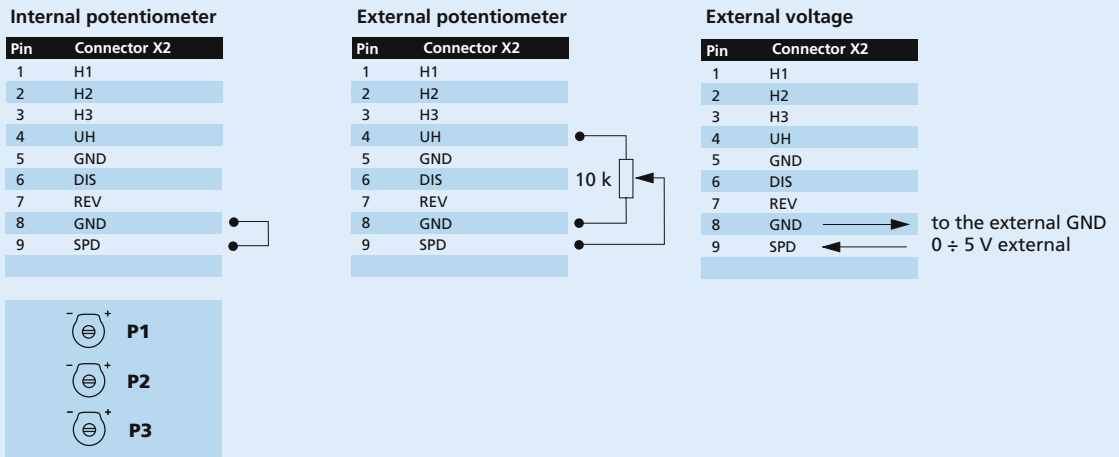 Internal potentiometer
Pin Connector X2
1 H1
2 H2
3 H3
4 UH
5 GND
6 DIS
7 REV
8 GND
9 SPD
- + P1
- + P2
- + P3
External potentiometer
Pin Connector X2
1 H1
2 H2
3 H3
4 UH
5 GND
6 DIS
7 REV
8 GND
9 SPD
10 k
External voltage
Pin Connector X2
1 H1
2 H2
3 H3
4 UH
5 GND
6 DIS
7 REV
8 GND to the external GND
9 SPD 0 ÷ 5 V external